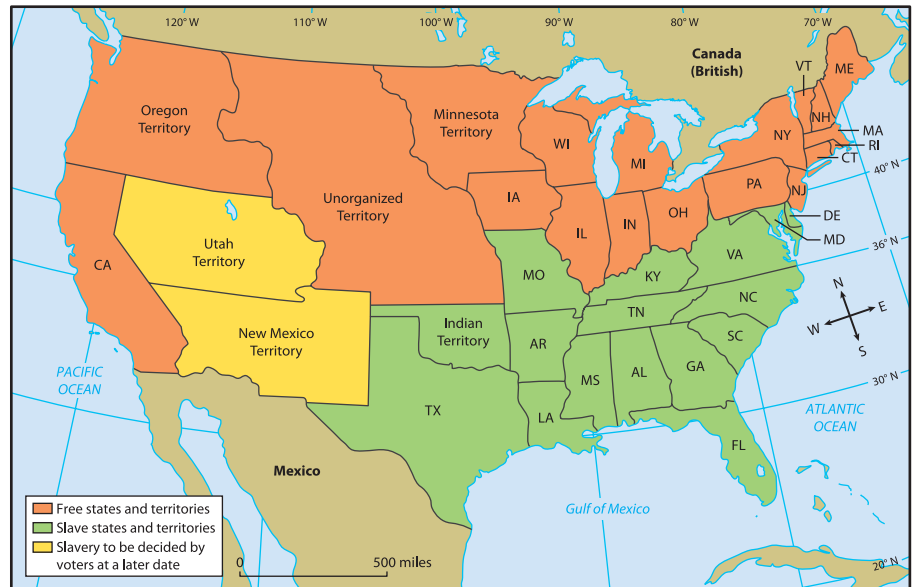 120°W
110°W
100°W
90°W
80°W
70°W
Canada
(British)
VT
ME
Oregon
Territory
Minnesota
Territory
NH
MA
RI
CT
NY
WI
MI
40° N
Unorganized
Territory
IA
PA
NJ
IL
IN
OH
DE
MD
Utah
Territory
CA
MO
KY
VA
36° N
N
W
E
S
New Mexico
Territory
Indian
Territory
TN
NC
AR
SC
PACIFIC
OCEAN
MS
AL
GA
30° N
TX
LA
ATLANTIC
OCEAN
FL
Mexico
Gulf of Mexico
Free states and territories
Slave states and territories
Slavery to be decided by
voters at a later date
0
500 miles
20° N